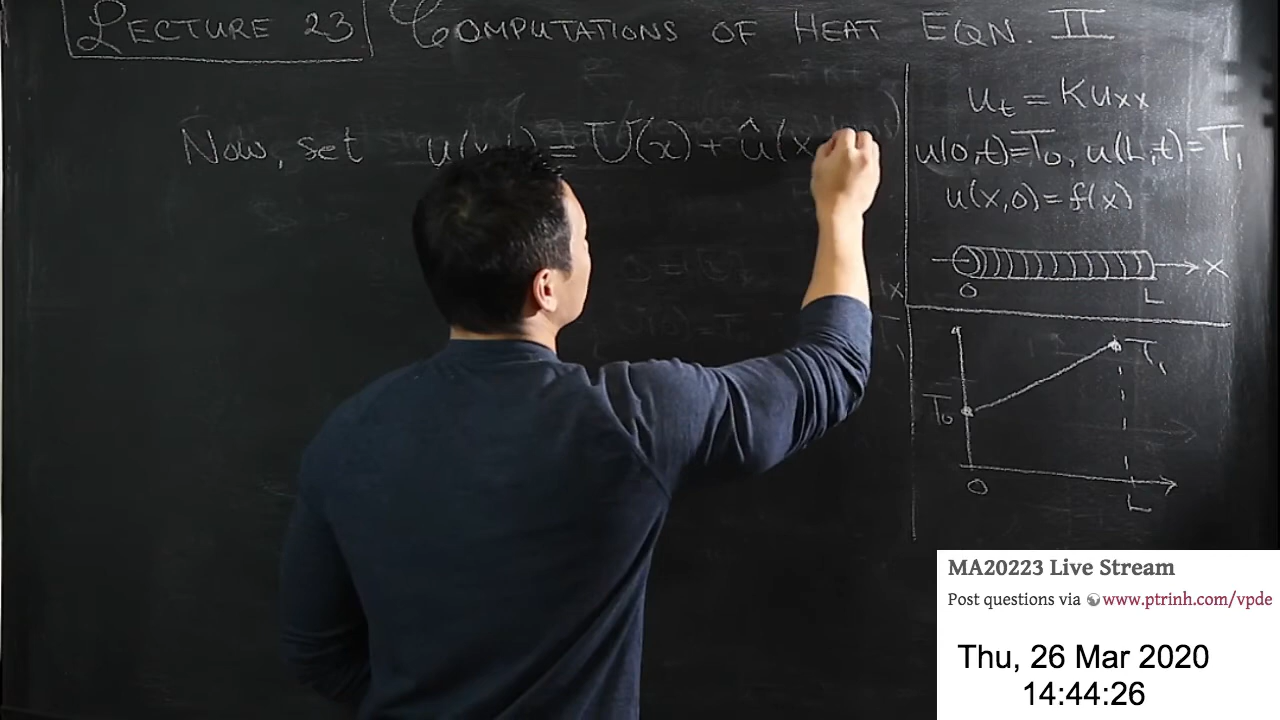 LECTURE 23 COMPUTATIONS OF HEAT EQN. II
Now, set u(x,t) = U(x) + û(x
u_t = K u_xx
u(0,t)=T_0, u(L,t)=T_1
u(x,0)=f(x)
x
0 L
T_1
T_0
0
L
MA20223 Live Stream
Post questions via www.ptrinh.com/vpde
Thu, 26 Mar 2020
14:44:26